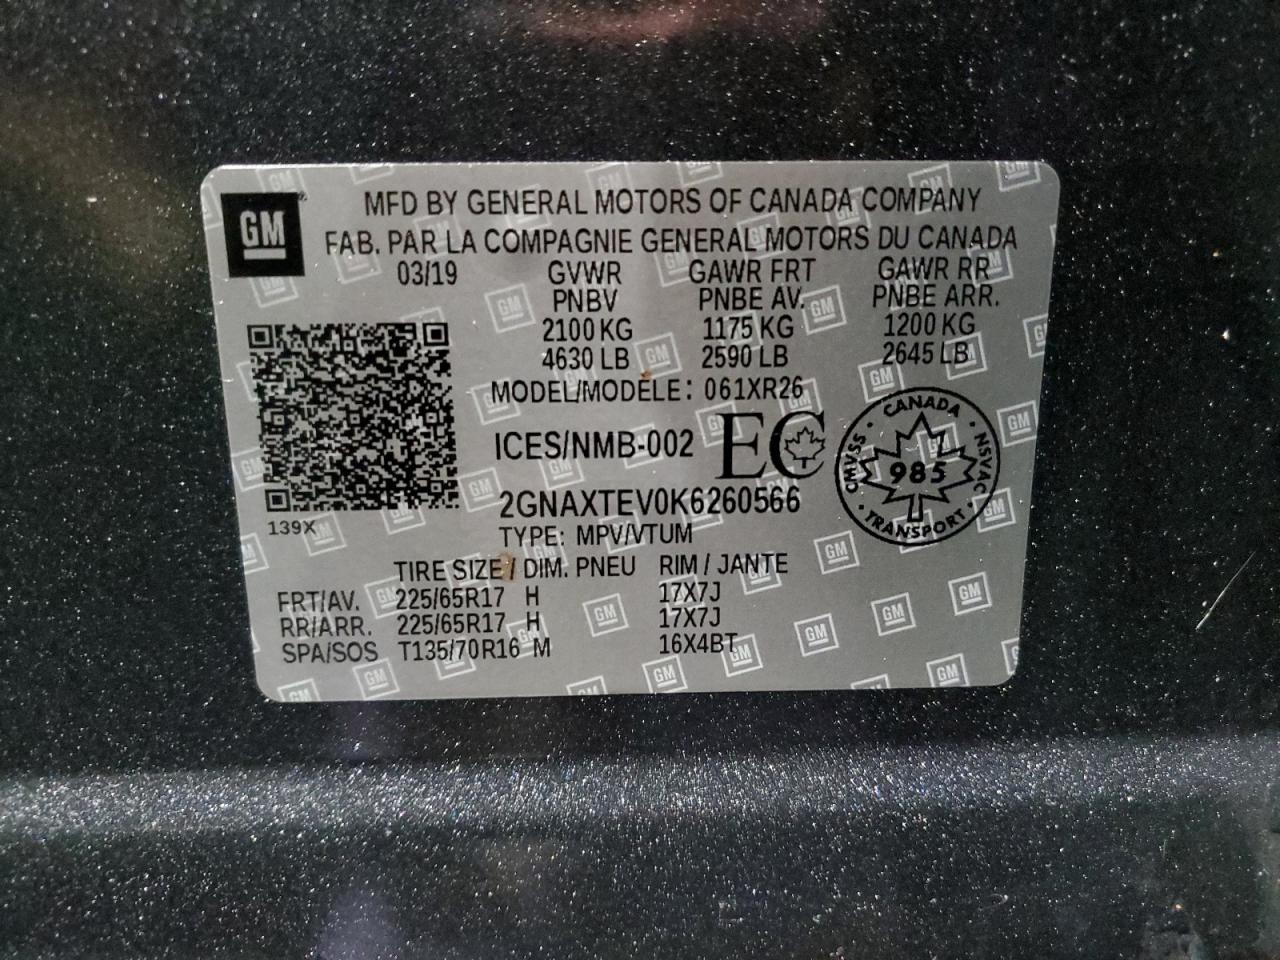 GM
MFD BY GENERAL MOTORS OF CANADA COMPANY
FAB. PAR LA COMPAGNIE GENERAL MOTORS DU CANADA
03/19 GVWR GAWR FRT GAWR RR
PNBV PNBE AV. PNBE ARR.
2100 KG 1175 KG 1200 KG
4630 LB 2590 LB 2645 LB
MODEL/MODÈLE: 061XR26
ICES/NMB-002 EC
CANADA
CMVSS · NSVAC
985
TRANSPORT
2GNAXTEV0K6260566
139X
TYPE: MPV/VTUM
TIRE SIZE / DIM. PNEU RIM / JANTE
FRT/AV. 225/65R17 H 17X7J
RR/ARR. 225/65R17 H 17X7J
SPA/SOS T135/70R16 M 16X4BT